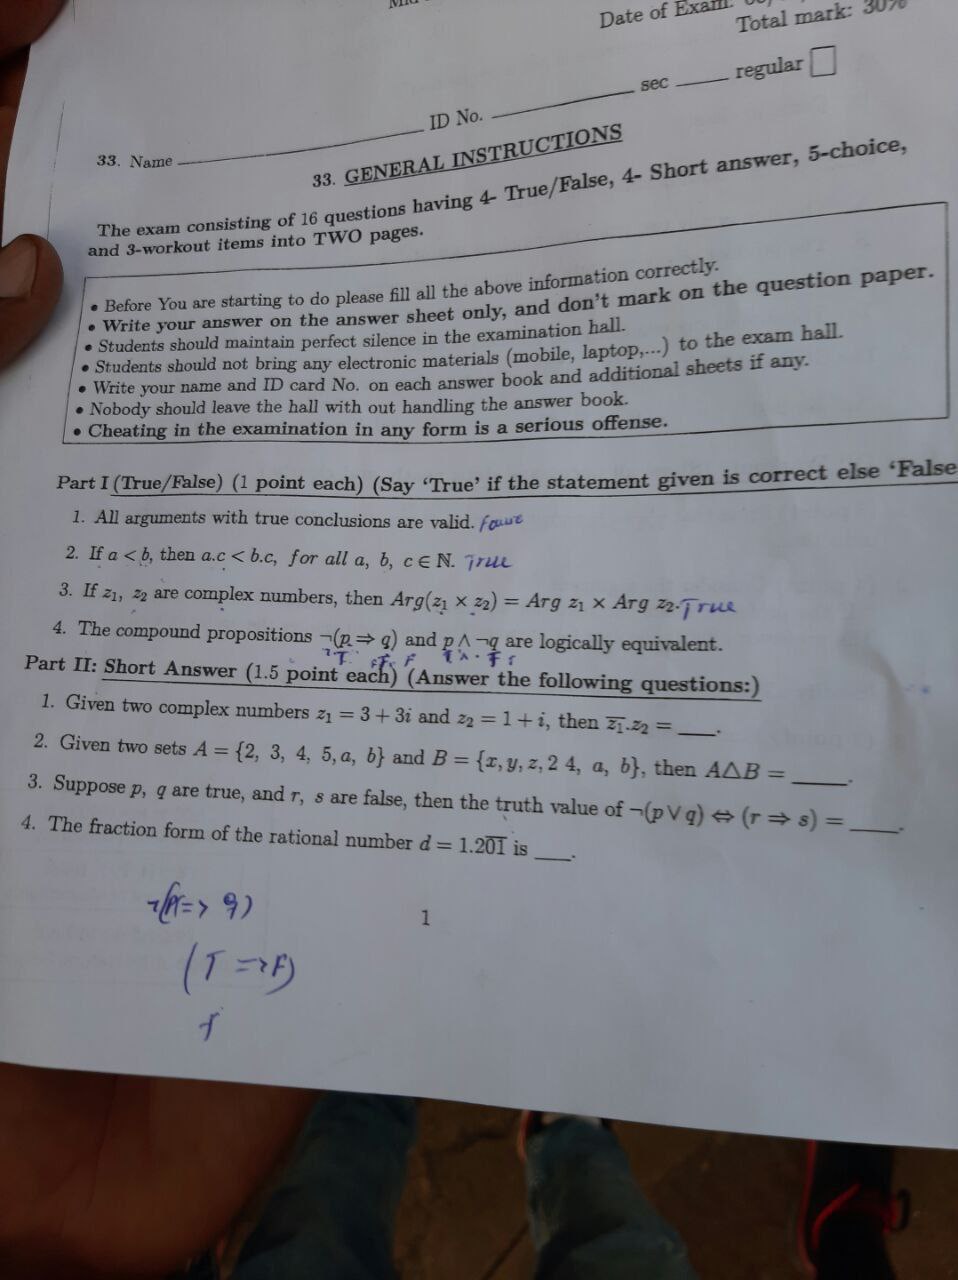 Date of Exam:
Total mark: 30%
ID No. ____ sec ____ regular □
33. Name ____
33. GENERAL INSTRUCTIONS
The exam consisting of 16 questions having 4- True/False, 4- Short answer, 5-choice,
and 3-workout items into TWO pages.
• Before You are starting to do please fill all the above information correctly.
• Write your answer on the answer sheet only, and don't mark on the question paper.
• Students should maintain perfect silence in the examination hall.
• Students should not bring any electronic materials (mobile, laptop,...) to the exam hall.
• Write your name and ID card No. on each answer book and additional sheets if any.
• Nobody should leave the hall with out handling the answer book.
• Cheating in the examination in any form is a serious offense.
Part I (True/False) (1 point each) (Say 'True' if the statement given is correct else 'False
1. All arguments with true conclusions are valid.
2. If a < b, then a.c < b.c, for all a, b, c ∈ ℕ. True
3. If z₁, z₂ are complex numbers, then Arg(z₁ × z₂) = Arg z₁ × Arg z₂. True
4. The compound propositions ¬(p ⇒ q) and p ∧ ¬q are logically equivalent.
Part II: Short Answer (1.5 point each) (Answer the following questions:)
1. Given two complex numbers z₁ = 3 + 3i and z₂ = 1 + i, then z̅₁.z₂ = ____.
2. Given two sets A = {2, 3, 4, 5, a, b} and B = {x, y, z, 2 4, a, b}, then A△B = ____.
3. Suppose p, q are true, and r, s are false, then the truth value of ¬(p ∨ q) ⇔ (r ⇒ s) = ____.
4. The fraction form of the rational number d = 1.20̅1̅ is ____.
¬(p => q)
1
(T => F)
f